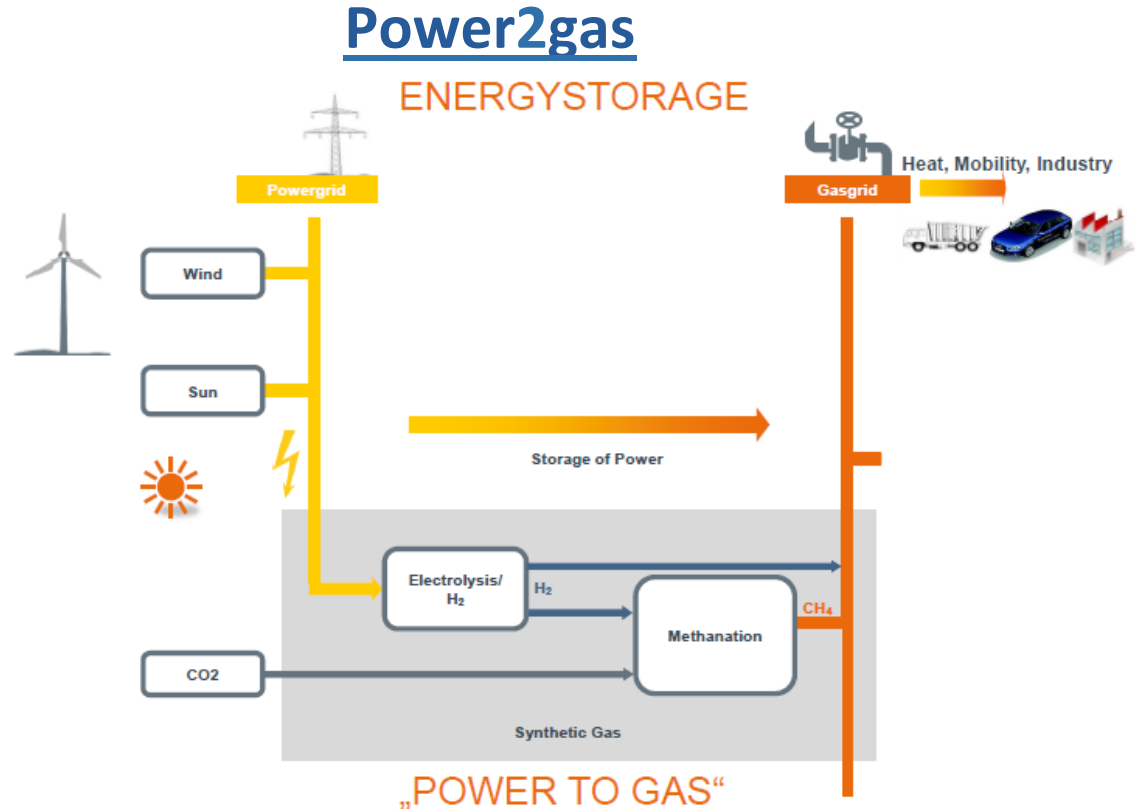 Power2gas
ENERGYSTORAGE
Powergrid
Gasgrid
Heat, Mobility, Industry
Wind
Sun
Storage of Power
Electrolysis/
H₂
H₂
Methanation
CH₄
CO2
Synthetic Gas
„POWER TO GAS“